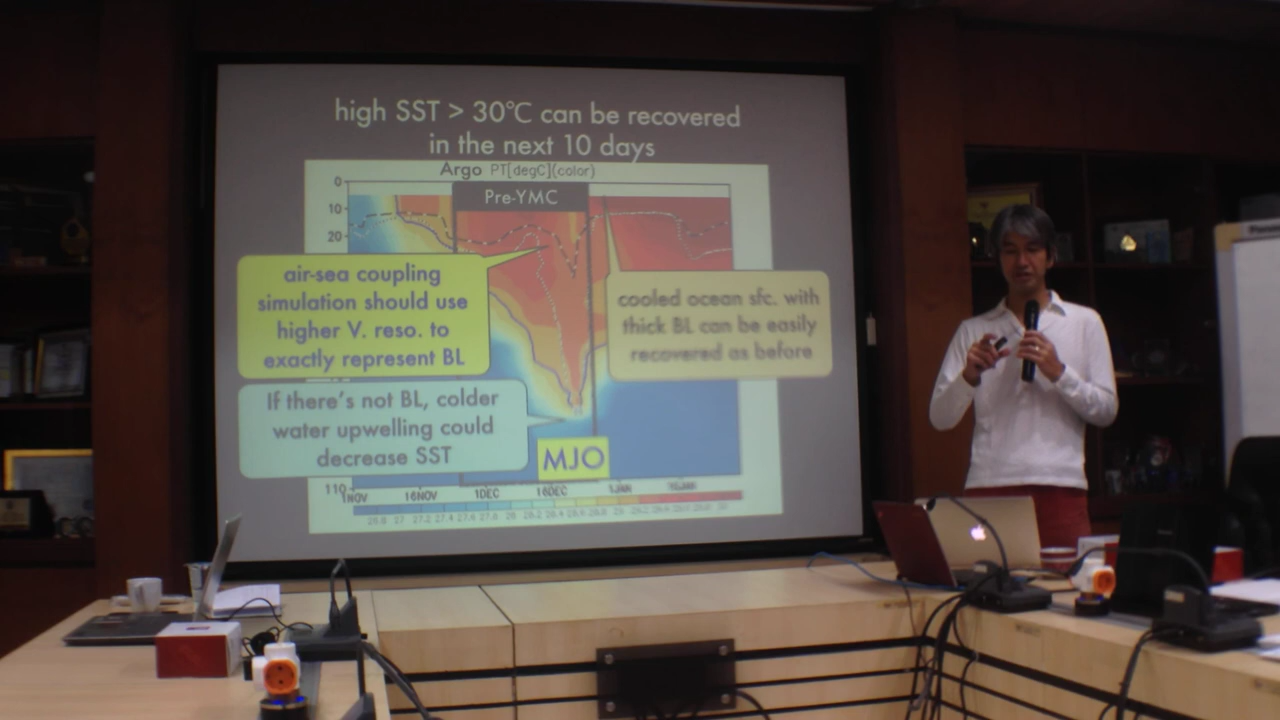 high SST > 30℃ can be recovered
in the next 10 days
Argo PT[degC](color)
Pre-YMC
0
10
20
air-sea coupling
simulation should use
higher V. reso. to
exactly represent BL
cooled ocean sfc. with
thick BL can be easily
recovered as before
If there's not BL, colder
water upwelling could
decrease SST
MJO
110
1NOV 16NOV 1DEC 16DEC 1JAN